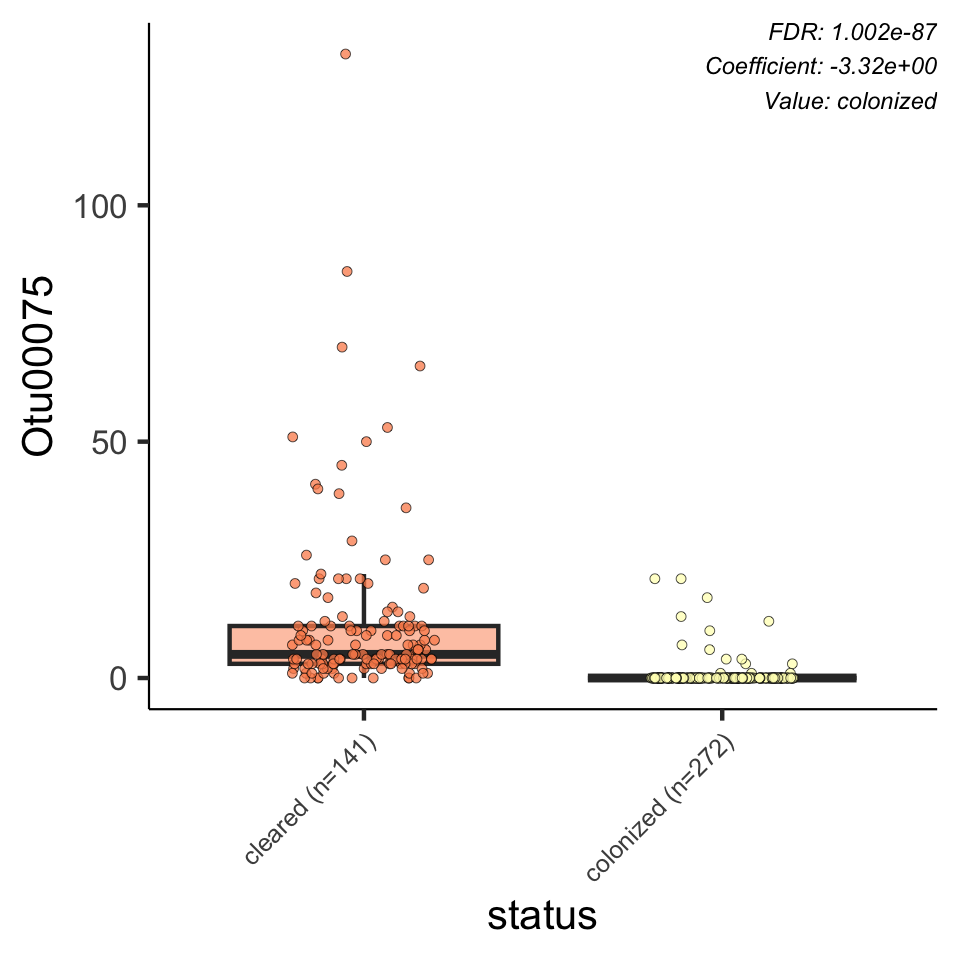 FDR: 1.002e-87
Coefficient: -3.32e+00
Value: colonized
Otu00075
100
50
0
cleared (n=141)
colonized (n=272)
status